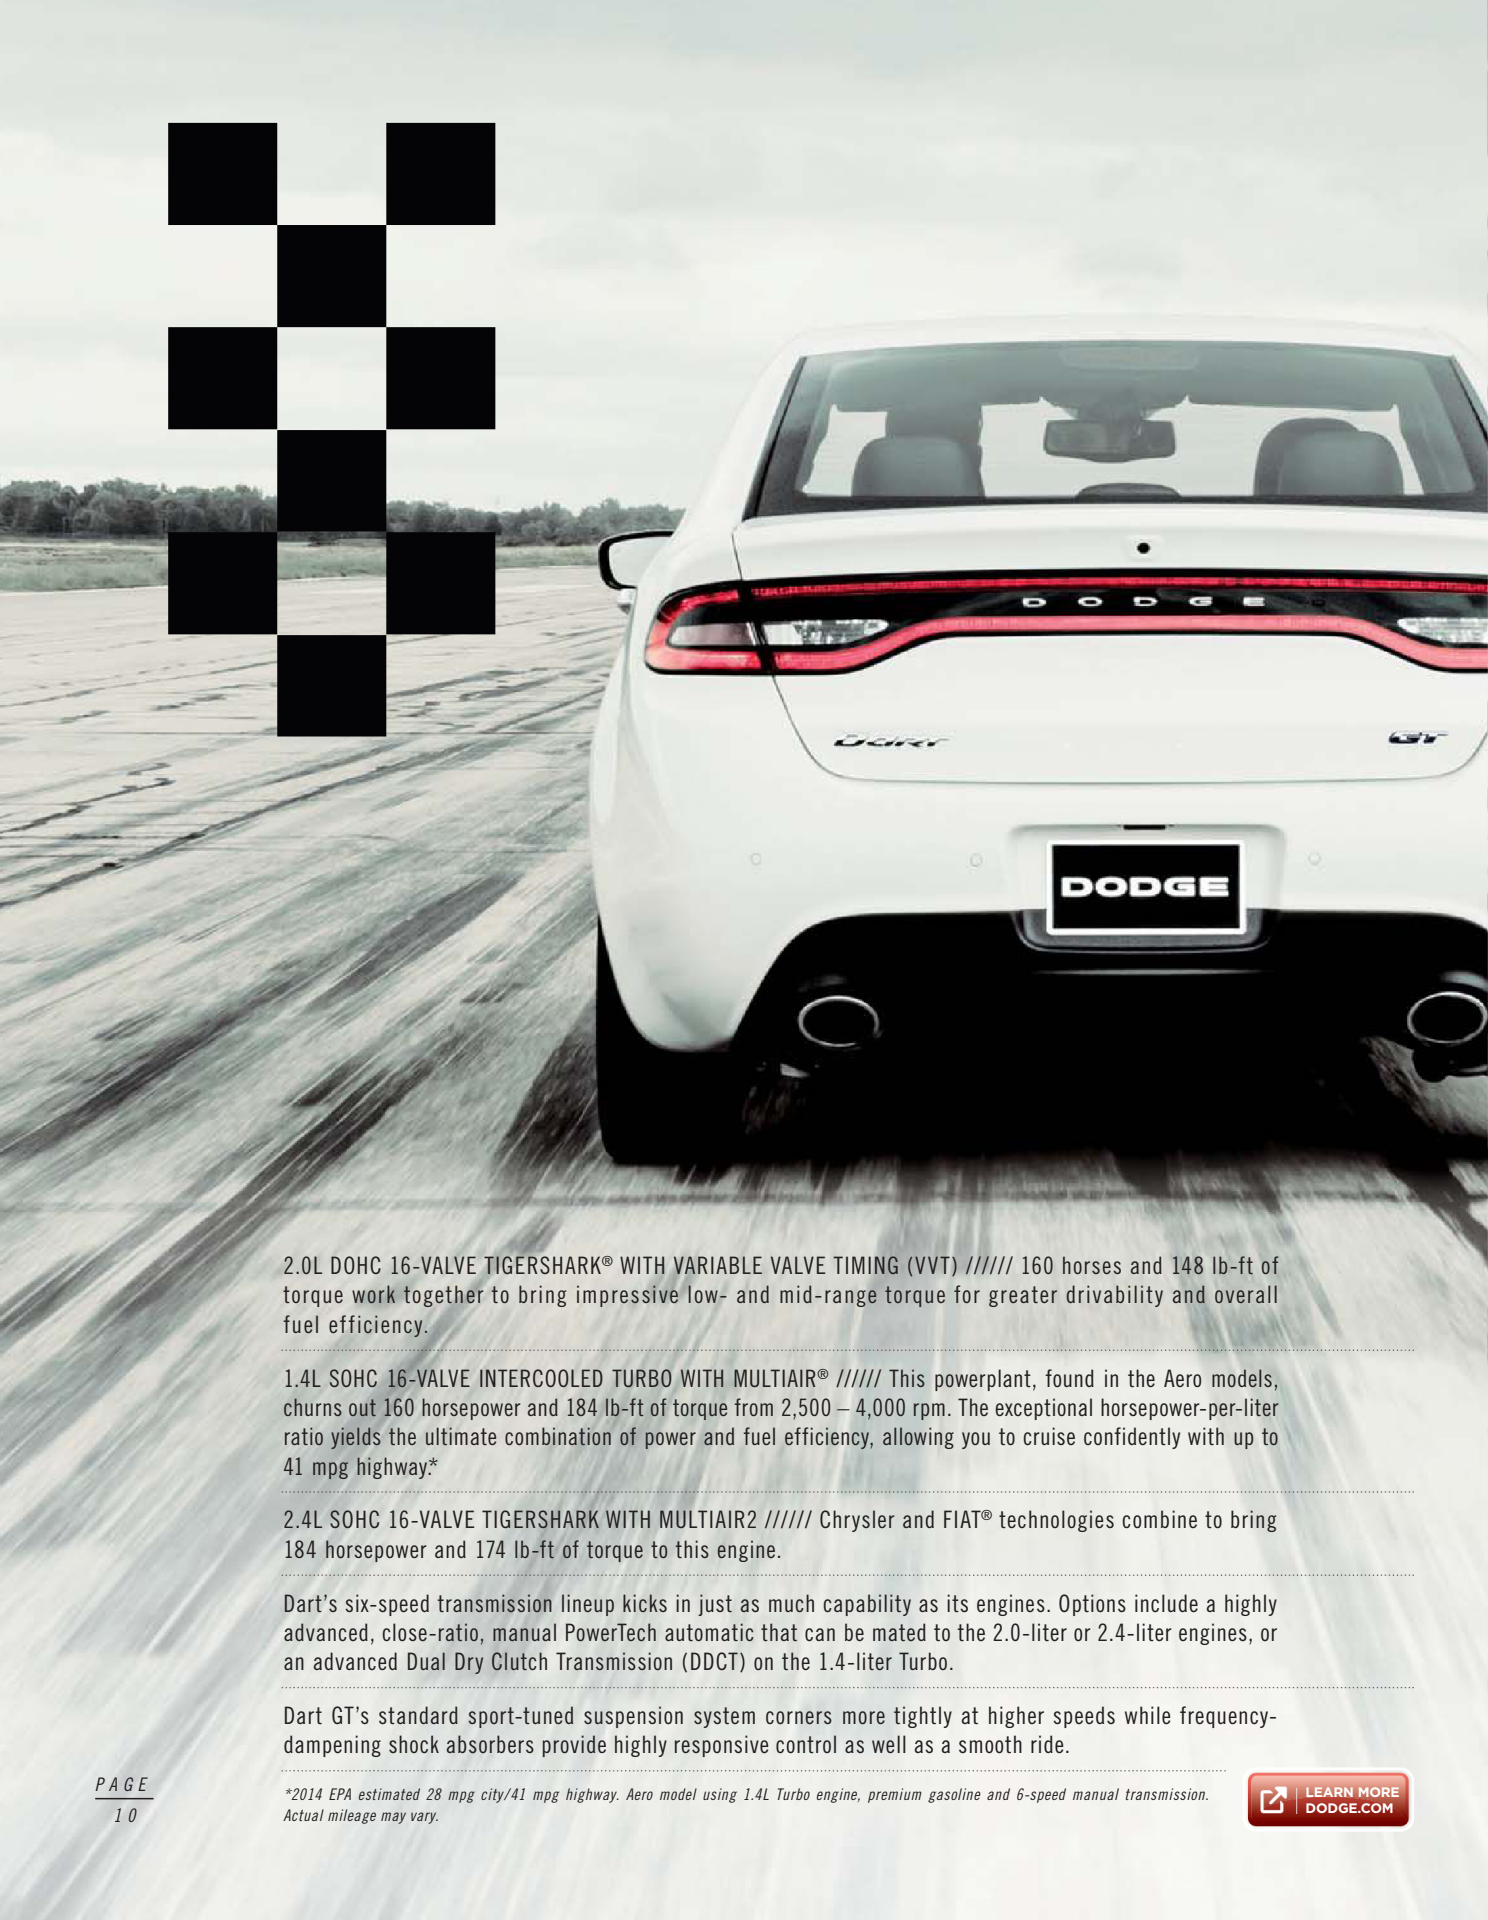 DODGE
DART
GT
DODGE
2.0L DOHC 16-VALVE TIGERSHARK® WITH VARIABLE VALVE TIMING (VVT) ////// 160 horses and 148 lb-ft of
torque work together to bring impressive low- and mid-range torque for greater drivability and overall
fuel efficiency.
1.4L SOHC 16-VALVE INTERCOOLED TURBO WITH MULTIAIR® ////// This powerplant, found in the Aero models,
churns out 160 horsepower and 184 lb-ft of torque from 2,500 – 4,000 rpm. The exceptional horsepower-per-liter
ratio yields the ultimate combination of power and fuel efficiency, allowing you to cruise confidently with up to
41 mpg highway.*
2.4L SOHC 16-VALVE TIGERSHARK WITH MULTIAIR2 ////// Chrysler and FIAT® technologies combine to bring
184 horsepower and 174 lb-ft of torque to this engine.
Dart’s six-speed transmission lineup kicks in just as much capability as its engines. Options include a highly
advanced, close-ratio, manual PowerTech automatic that can be mated to the 2.0-liter or 2.4-liter engines, or
an advanced Dual Dry Clutch Transmission (DDCT) on the 1.4-liter Turbo.
Dart GT’s standard sport-tuned suspension system corners more tightly at higher speeds while frequency-
dampening shock absorbers provide highly responsive control as well as a smooth ride.
*2014 EPA estimated 28 mpg city/41 mpg highway. Aero model using 1.4L Turbo engine, premium gasoline and 6-speed manual transmission.
Actual mileage may vary.
PAGE
10
LEARN MORE
DODGE.COM